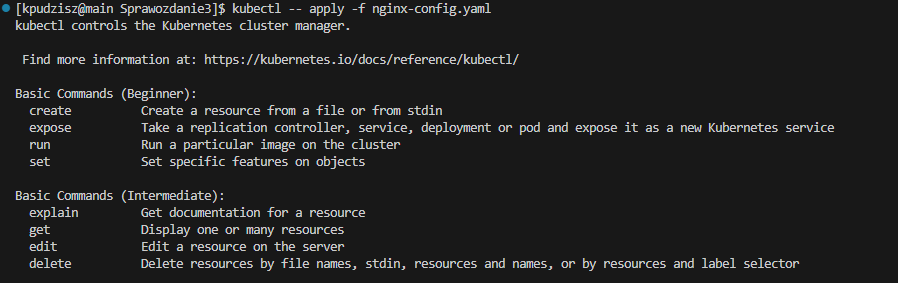 [kpudzisz@main Sprawozdanie3]$ kubectl -- apply -f nginx-config.yaml
kubectl controls the Kubernetes cluster manager.

 Find more information at: https://kubernetes.io/docs/reference/kubectl/

Basic Commands (Beginner):
  create          Create a resource from a file or from stdin
  expose          Take a replication controller, service, deployment or pod and expose it as a new Kubernetes service
  run             Run a particular image on the cluster
  set             Set specific features on objects

Basic Commands (Intermediate):
  explain         Get documentation for a resource
  get             Display one or many resources
  edit            Edit a resource on the server
  delete          Delete resources by file names, stdin, resources and names, or by resources and label selector